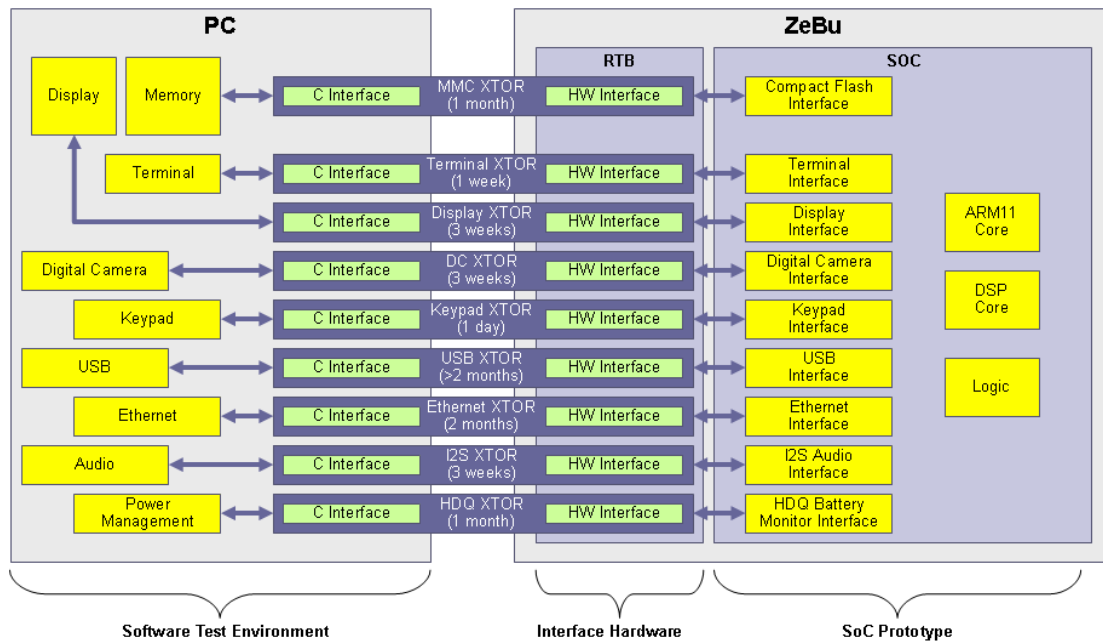 PC
ZeBu
RTB
SOC
Display
Memory
C Interface
MMC XTOR
(1 month)
HW Interface
Compact Flash
Interface
Terminal
C Interface
Terminal XTOR
(1 week)
HW Interface
Terminal
Interface
C Interface
Display XTOR
(3 weeks)
HW Interface
Display
Interface
ARM11
Core
Digital Camera
C Interface
DC XTOR
(3 weeks)
HW Interface
Digital Camera
Interface
DSP
Core
Keypad
C Interface
Keypad XTOR
(1 day)
HW Interface
Keypad
Interface
USB
C Interface
USB XTOR
(>2 months)
HW Interface
USB
Interface
Logic
Ethernet
C Interface
Ethernet XTOR
(2 months)
HW Interface
Ethernet
Interface
Audio
C Interface
I2S XTOR
(3 weeks)
HW Interface
I2S Audio
Interface
Power
Management
C Interface
HDQ XTOR
(1 month)
HW Interface
HDQ Battery
Monitor Interface
Software Test Environment
Interface Hardware
SoC Prototype